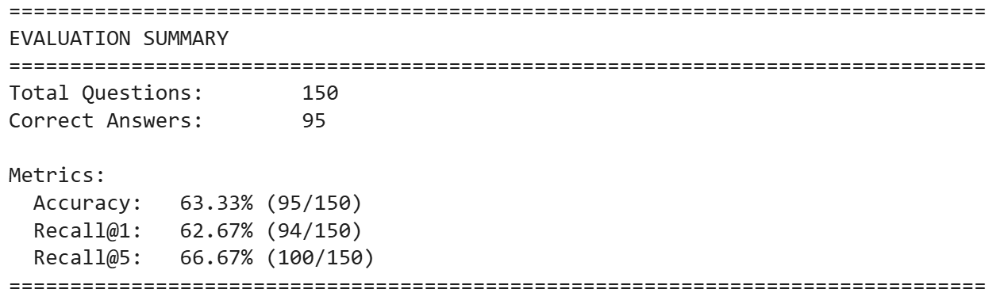 ================================================================================
EVALUATION SUMMARY
================================================================================
Total Questions:        150
Correct Answers:        95
Metrics:
  Accuracy:   63.33% (95/150)
  Recall@1:   62.67% (94/150)
  Recall@5:   66.67% (100/150)
================================================================================